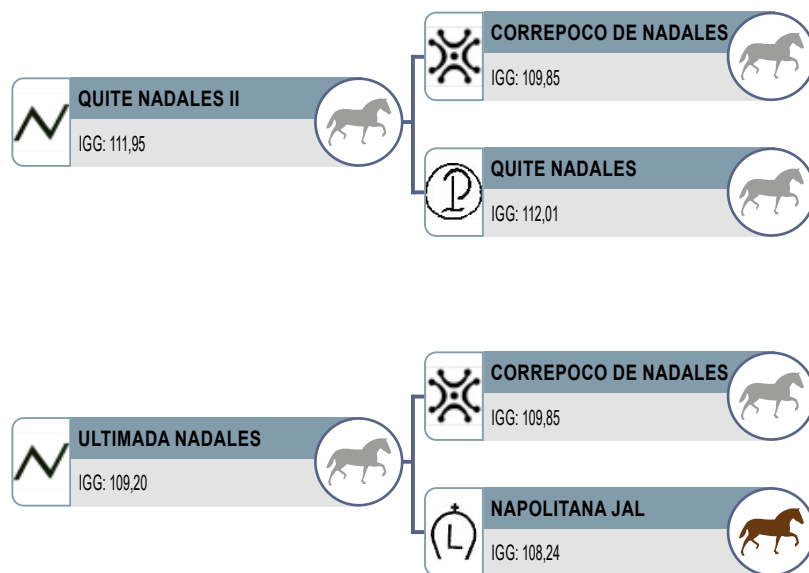 CORREPOCO DE NADALES
IGG: 109,85
QUITE NADALES II
IGG: 111,95
QUITE NADALES
IGG: 112,01
CORREPOCO DE NADALES
IGG: 109,85
ULTIMADA NADALES
IGG: 109,20
NAPOLITANA JAL
L
IGG: 108,24